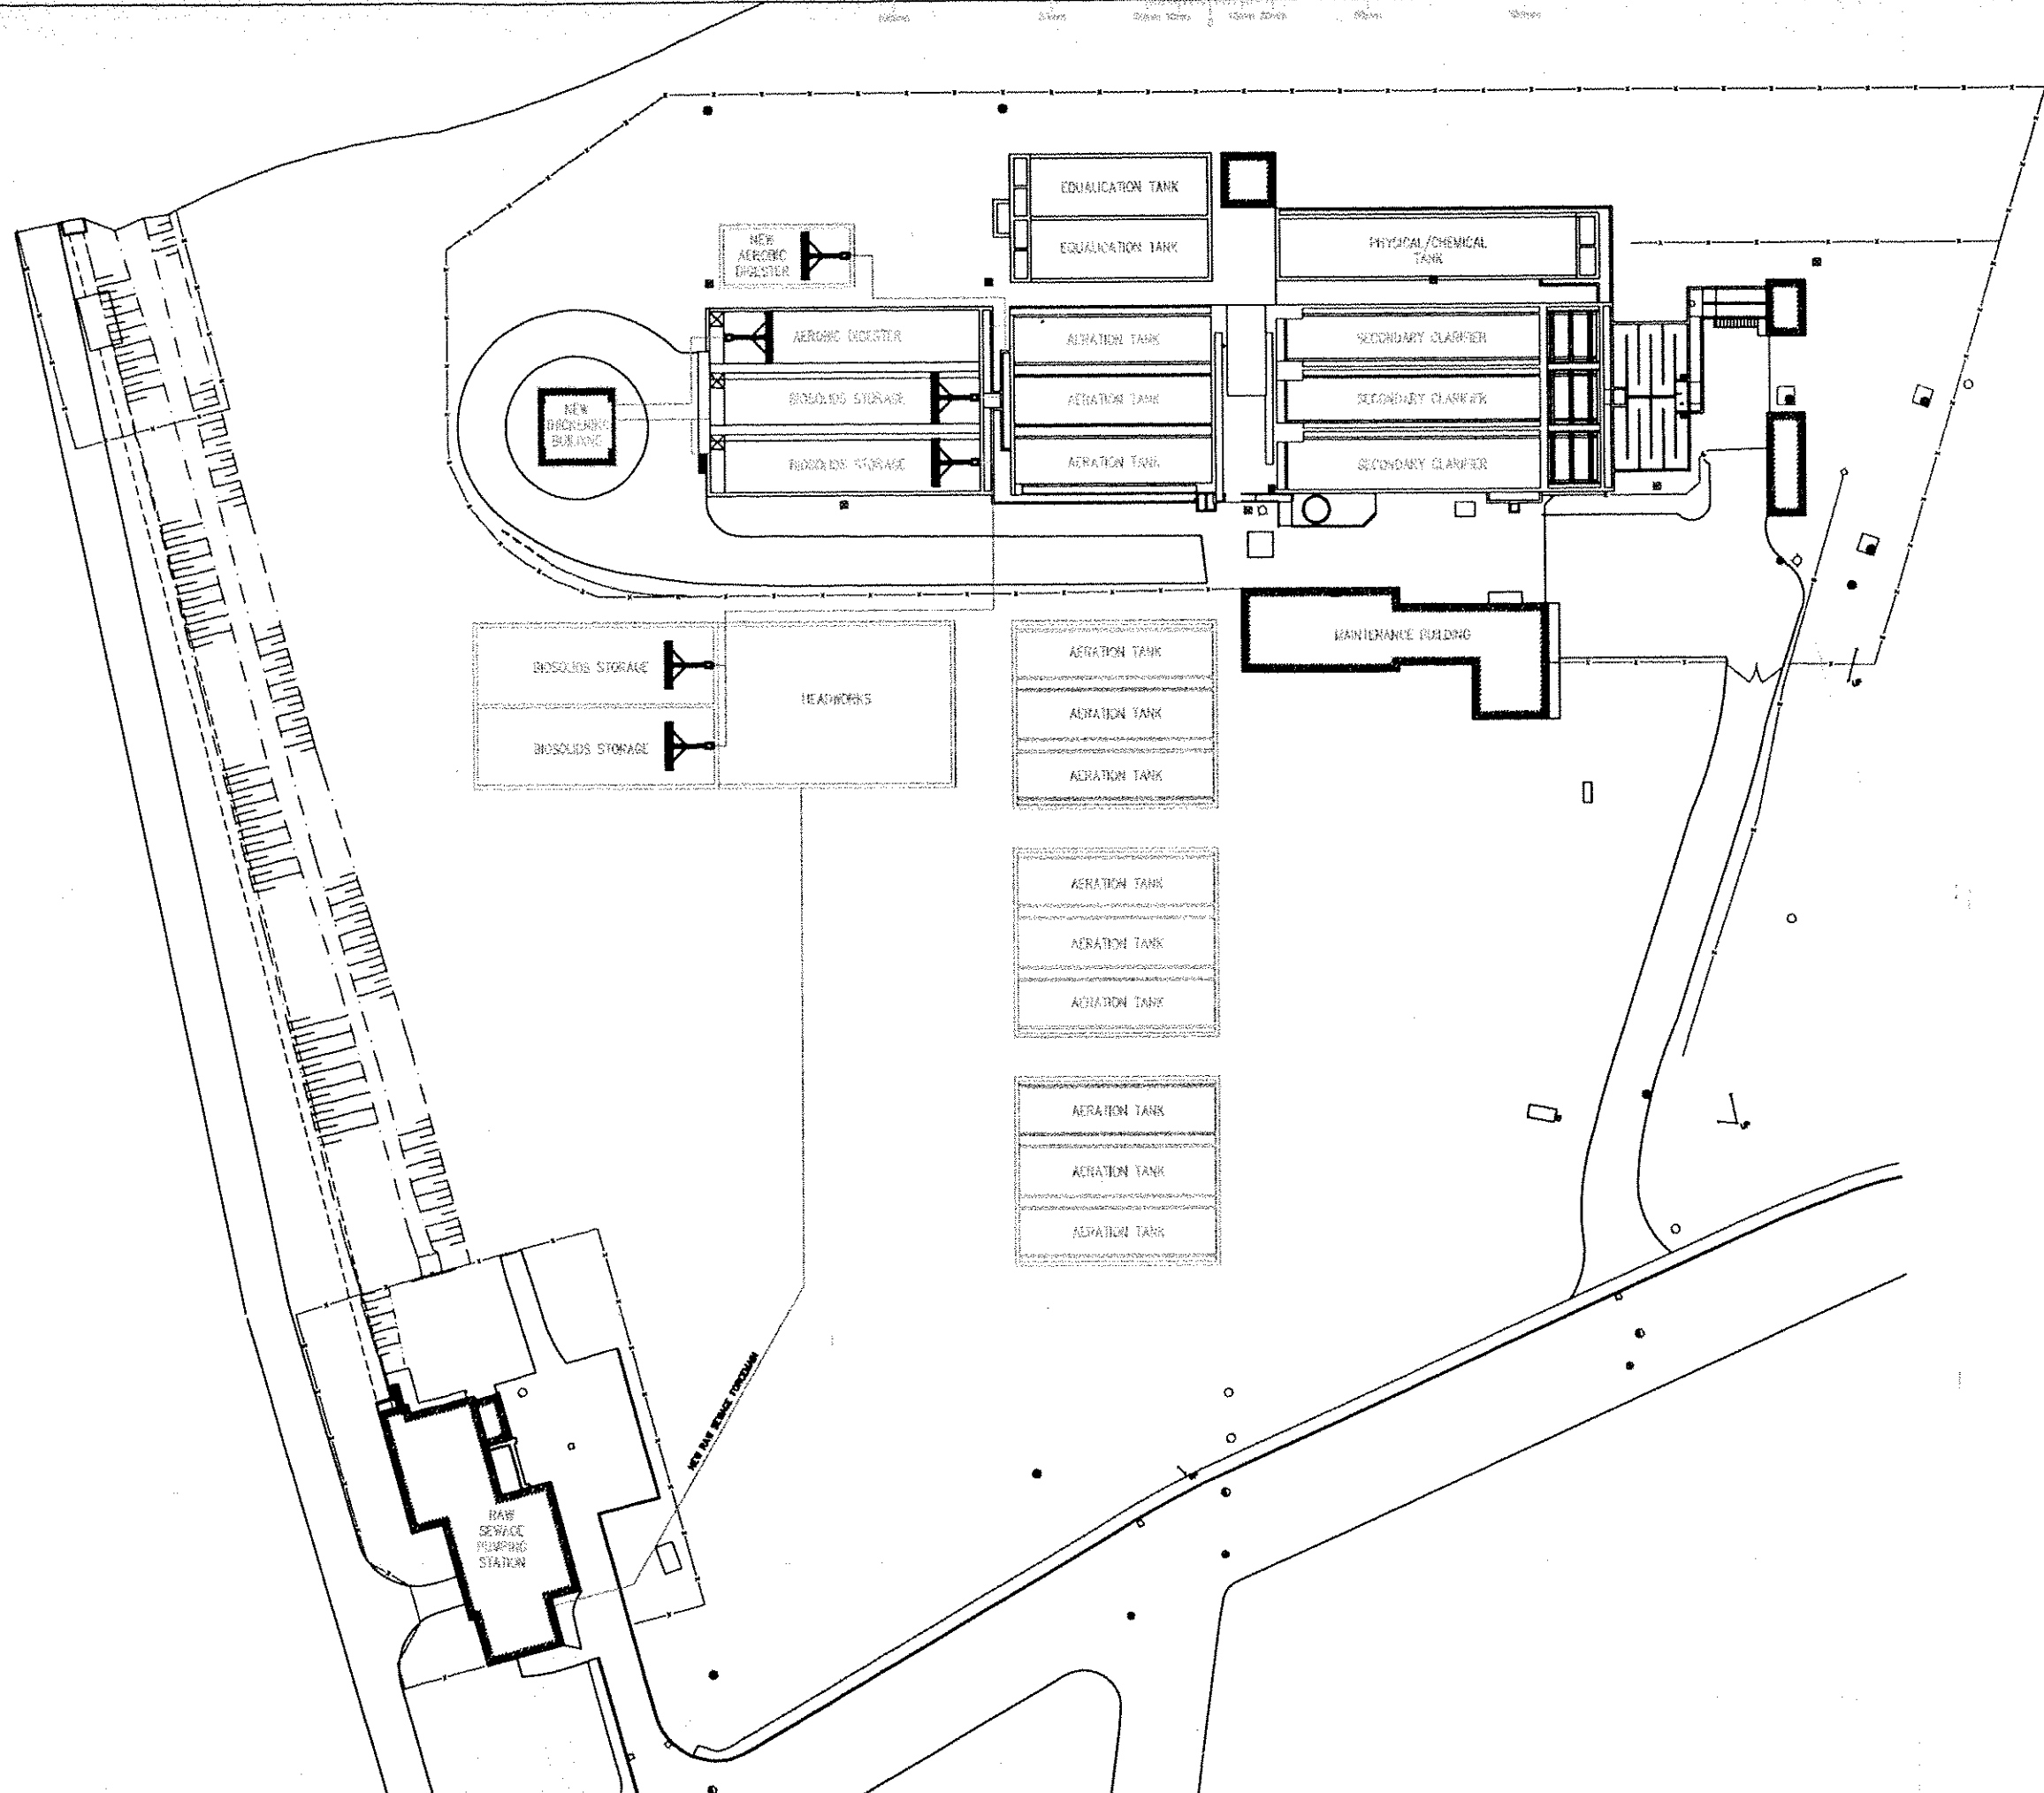 EQUALICATION TANK
EQUALICATION TANK
PHYSICAL/CHEMICAL
TANK
NEW
AEROBIC
DIGESTER
AEROBIC DIGESTER
AERATION TANK
SECONDARY CLARIFIER
BIOSOLIDS STORAGE
AERATION TANK
SECONDARY CLARIFIER
NEW
THICKENING
BUILDING
BIOSOLIDS STORAGE
AERATION TANK
SECONDARY CLARIFIER
MAINTENANCE BUILDING
BIOSOLIDS STORAGE
HEADWORKS
BIOSOLIDS STORAGE
AERATION TANK
AERATION TANK
AERATION TANK
AERATION TANK
AERATION TANK
AERATION TANK
AERATION TANK
AERATION TANK
AERATION TANK
NEW RAW SEWAGE FORCEMAIN
RAW
SEWAGE
PUMPING
STATION